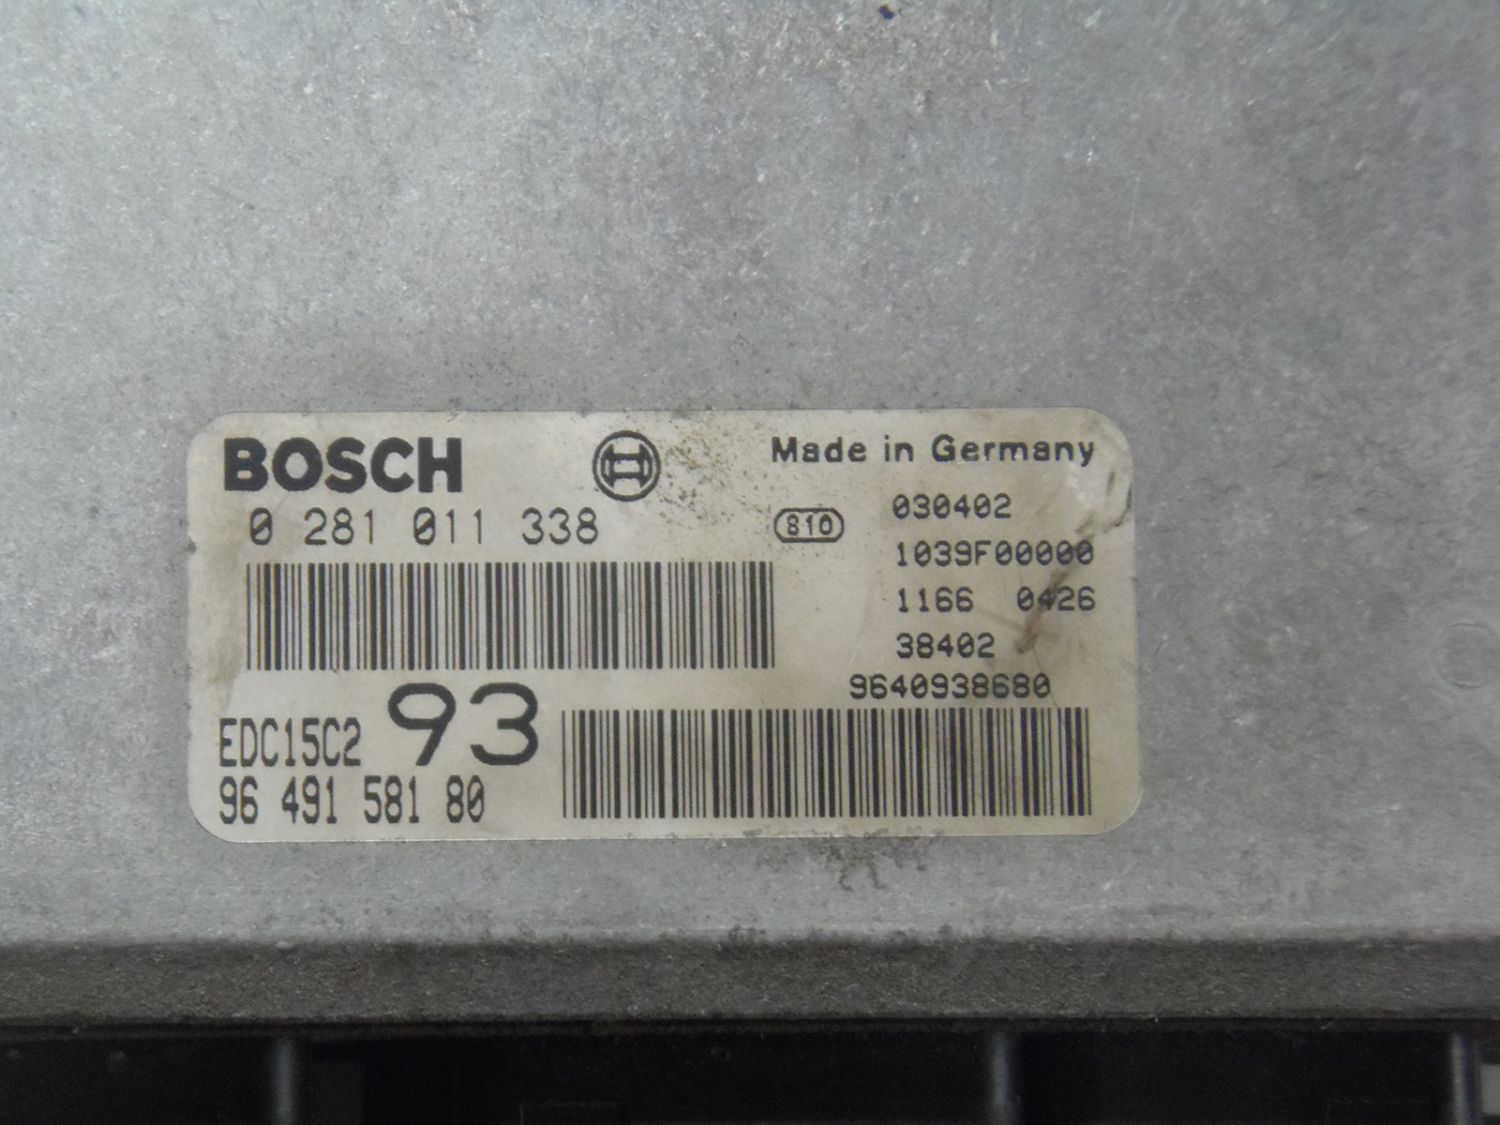 BOSCH
Made in Germany
0 281 011 338
810
030402
1039F00000
1166 0426
38402
9640938680
EDC15C2 93
96 491 581 80